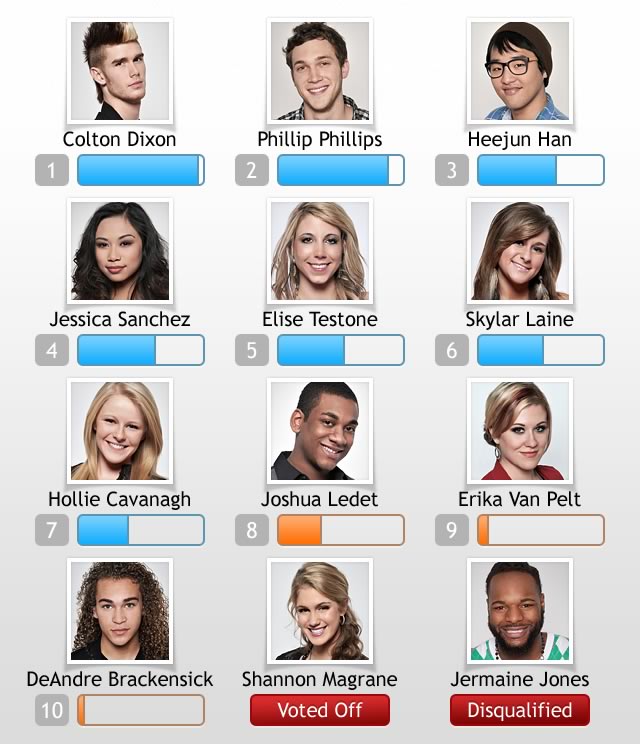 Colton Dixon
Phillip Phillips
Heejun Han
1
2
3
Jessica Sanchez
Elise Testone
Skylar Laine
4
5
6
Hollie Cavanagh
Joshua Ledet
Erika Van Pelt
7
8
9
DeAndre Brackensick
Shannon Magrane
Jermaine Jones
10
Voted Off
Disqualified